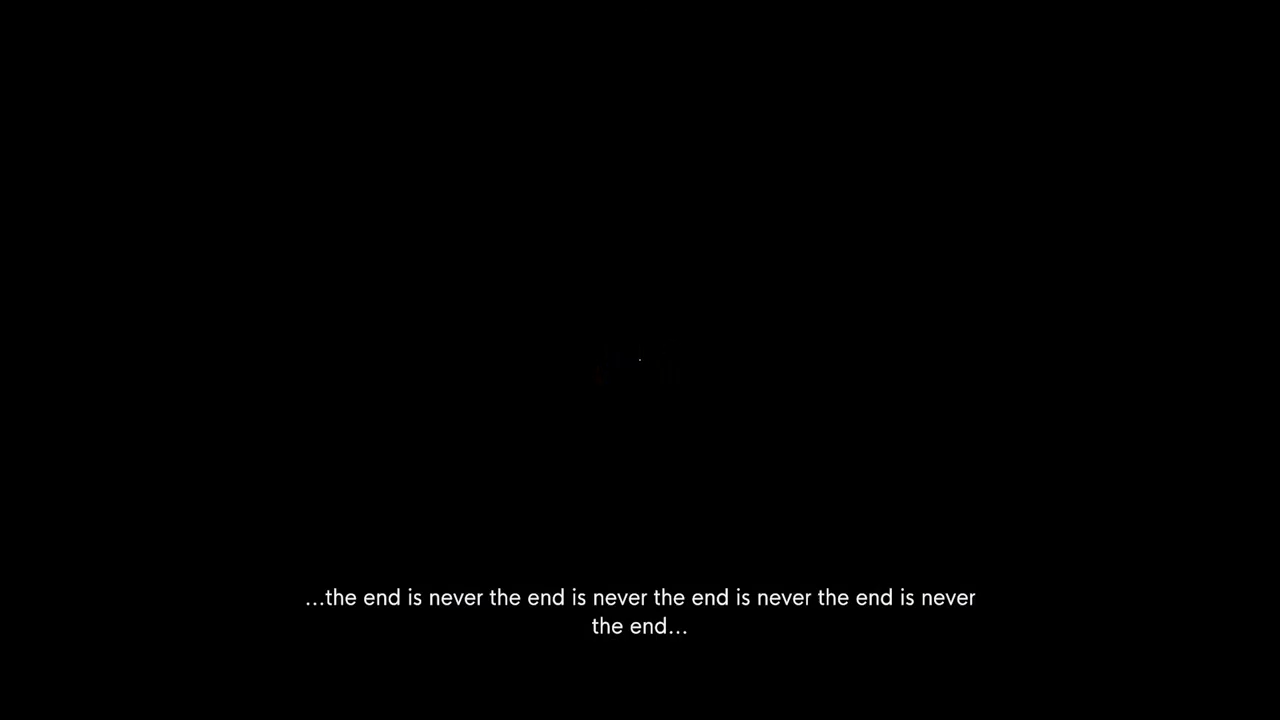 ...the end is never the end is never the end is never the end is never
the end...